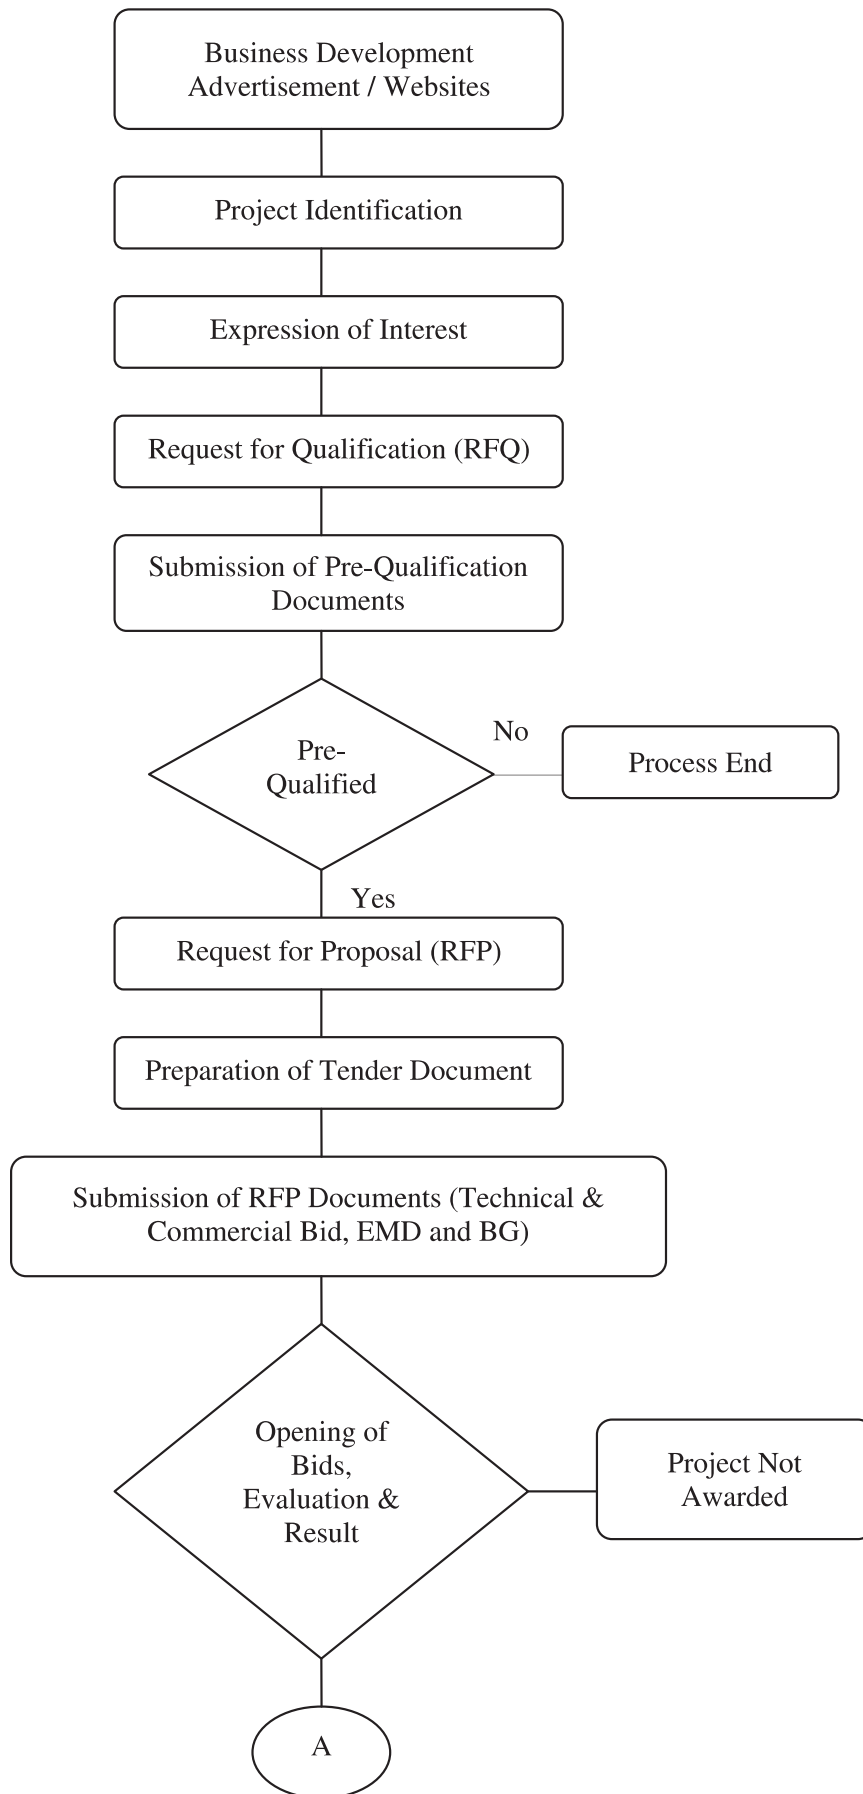 Business Development
Advertisement / Websites
Project Identification
Expression of Interest
Request for Qualification (RFQ)
Submission of Pre-Qualification
Documents
Pre-
Qualified
No
Process End
Yes
Request for Proposal (RFP)
Preparation of Tender Document
Submission of RFP Documents (Technical &
Commercial Bid, EMD and BG)
Opening of
Bids,
Evaluation &
Result
Project Not
Awarded
A